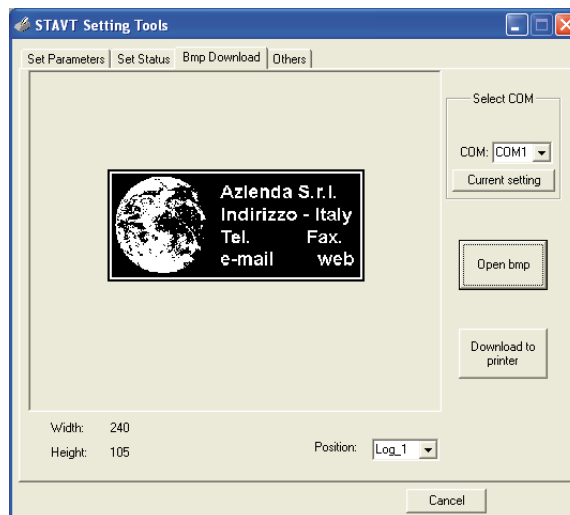 STAVT Setting Tools
Set Parameters Set Status Bmp Download Others
Select COM
COM: COM1
Current setting
Azienda S.r.l.
Indirizzo - Italy
Tel. Fax.
e-mail web
Open bmp
Download to
printer
Width: 240
Height: 105
Position: Log_1
Cancel